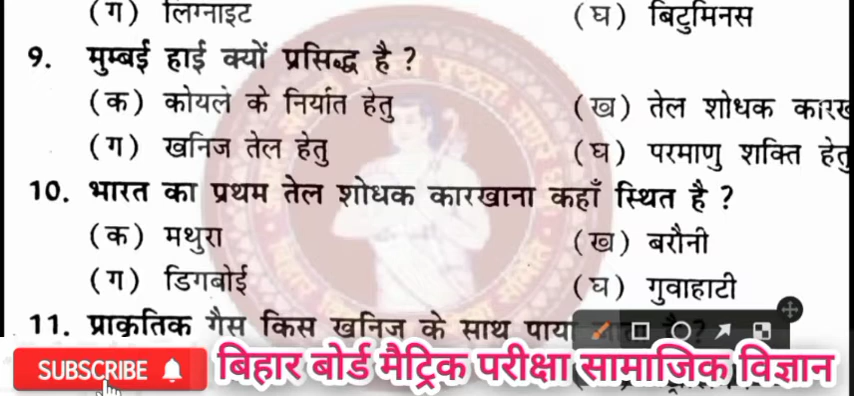 (ग) लिग्नाइट (घ) बिटुमिनस
9. मुम्बई हाई क्यों प्रसिद्ध है ?
(क) कोयले के निर्यात हेतु (ख) तेल शोधक
(ग) खनिज तेल हेतु (घ) परमाणु शक्ति हेतु
10. भारत का प्रथम तेल शोधक कारखाना कहाँ स्थित है ?
(क) मथुरा (ख) बरौनी
(ग) डिगबोई (घ) गुवाहाटी
11. प्राकृतिक गैस किस खनिज के साथ पाया
SUBSCRIBE बिहार बोर्ड मैट्रिक परीक्षा सामाजिक विज्ञान